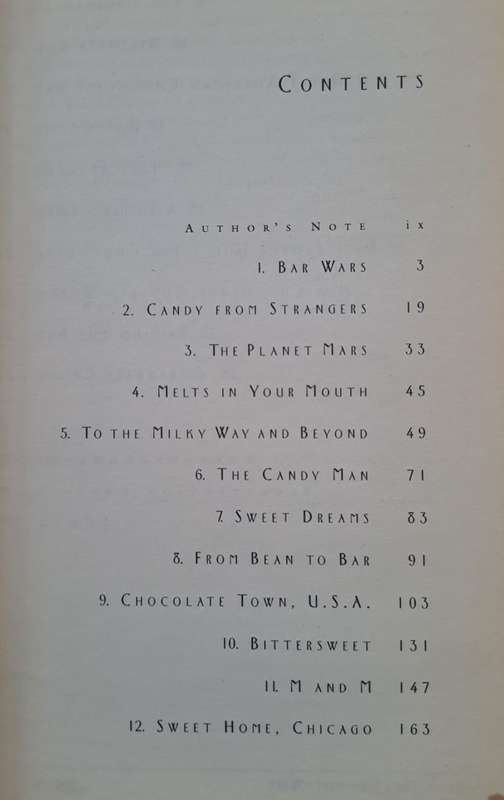 CONTENTS
AUTHOR'S NOTE ix
1. BAR WARS 3
2. CANDY FROM STRANGERS 19
3. THE PLANET MARS 33
4. MELTS IN YOUR MOUTH 45
5. TO THE MILKY WAY AND BEYOND 49
6. THE CANDY MAN 71
7. SWEET DREAMS 83
8. FROM BEAN TO BAR 91
9. CHOCOLATE TOWN, U.S.A. 103
10. BITTERSWEET 131
11. M AND M 147
12. SWEET HOME, CHICAGO 163